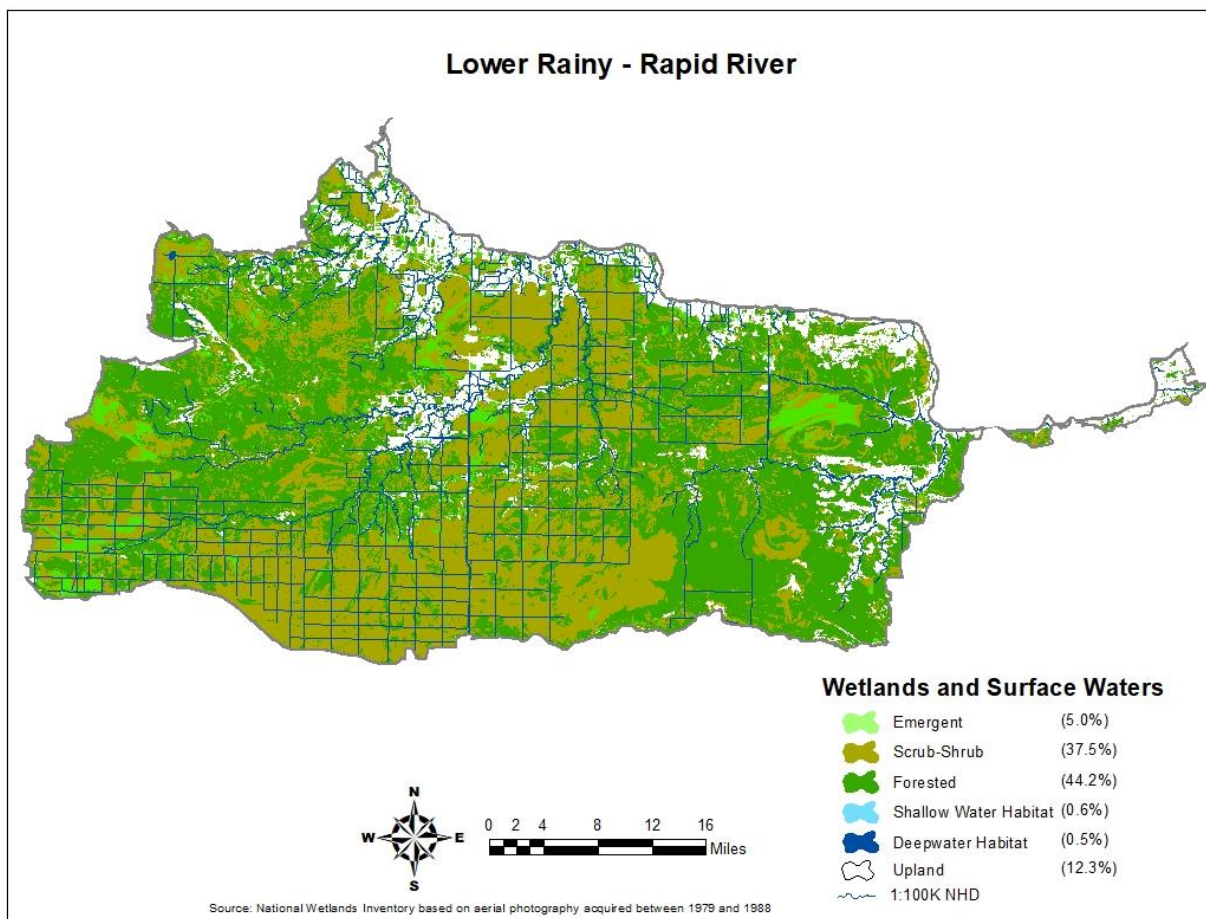 Lower Rainy - Rapid River
Wetlands and Surface Waters
Emergent (5.0%)
Scrub-Shrub (37.5%)
Forested (44.2%)
Shallow Water Habitat (0.6%)
Deepwater Habitat (0.5%)
Upland (12.3%)
1:100K NHD
N
W E
S
0 2 4 8 12 16
Miles
Source: National Wetlands Inventory based on aerial photography acquired between 1979 and 1988